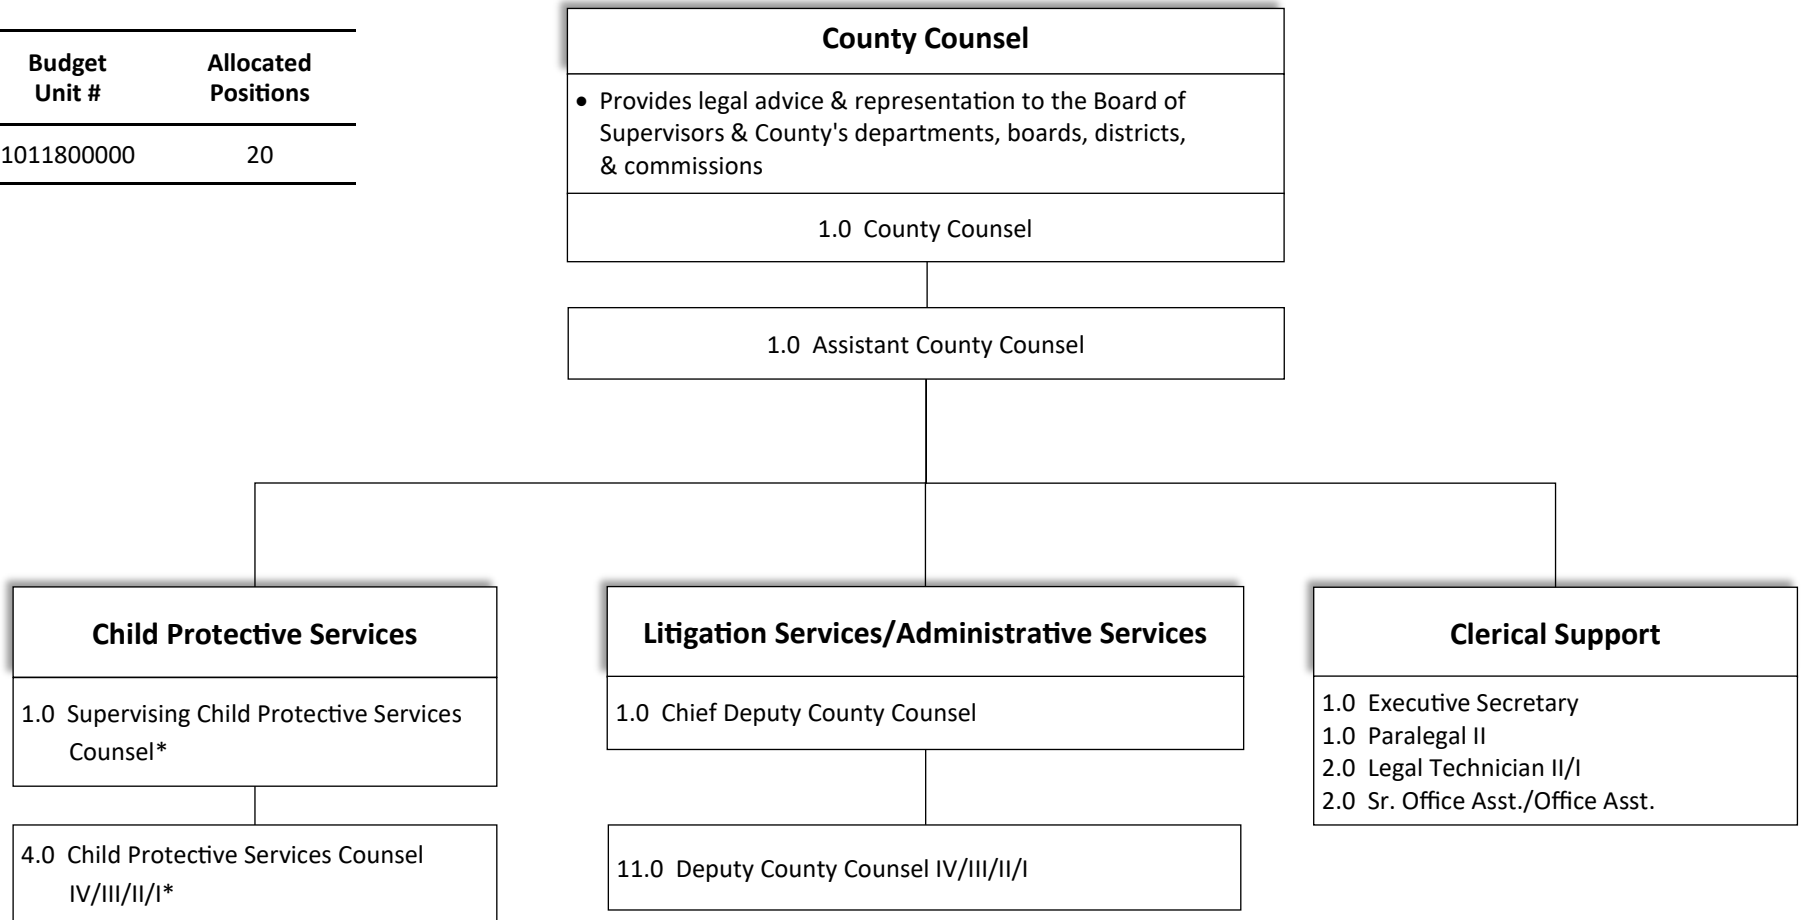 Budget Unit #
Allocated Positions
1011800000 20
County Counsel
• Provides legal advice & representation to the Board of
Supervisors & County's departments, boards, districts,
& commissions
1.0 County Counsel
1.0 Assistant County Counsel
Child Protective Services
1.0 Supervising Child Protective Services
Counsel*
4.0 Child Protective Services Counsel
IV/III/II/I*
Litigation Services/Administrative Services
1.0 Chief Deputy County Counsel
11.0 Deputy County Counsel IV/III/II/I
Clerical Support
1.0 Executive Secretary
1.0 Paralegal II
2.0 Legal Technician II/I
2.0 Sr. Office Asst./Office Asst.